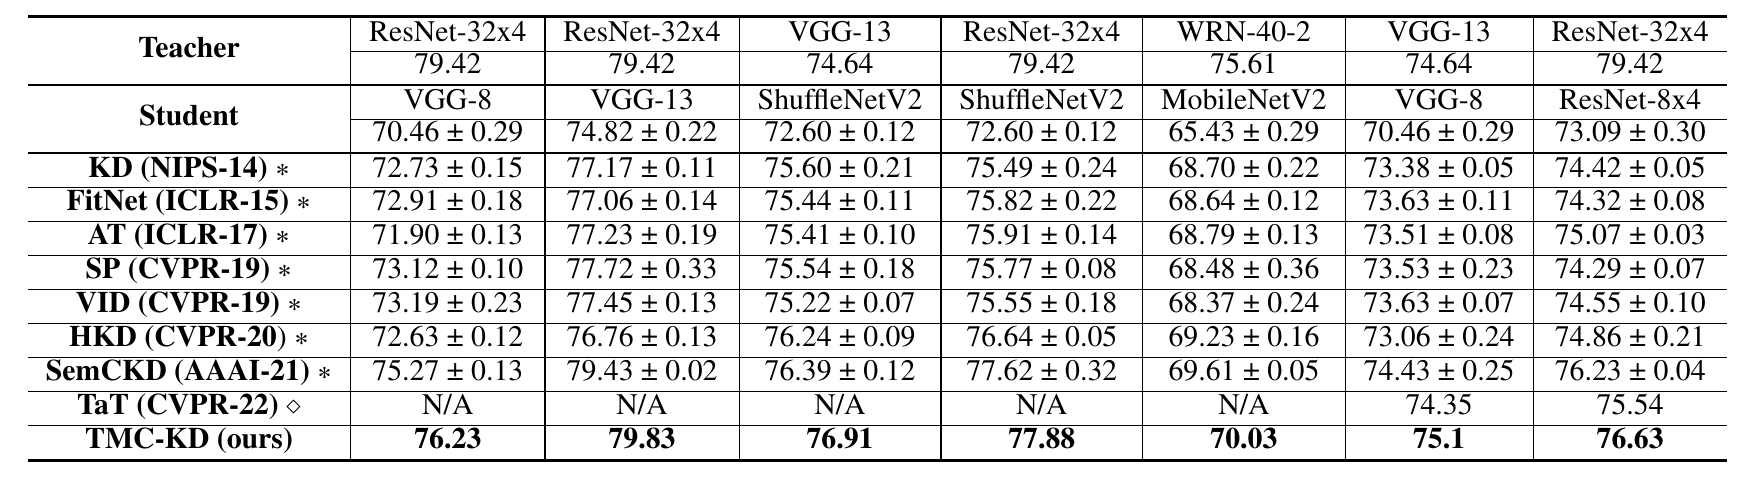 Teacher ResNet-32x4 ResNet-32x4 VGG-13 ResNet-32x4 WRN-40-2 VGG-13 ResNet-32x4
79.42 79.42 74.64 79.42 75.61 74.64 79.42
Student VGG-8 VGG-13 ShuffleNetV2 ShuffleNetV2 MobileNetV2 VGG-8 ResNet-8x4
70.46 ± 0.29 74.82 ± 0.22 72.60 ± 0.12 72.60 ± 0.12 65.43 ± 0.29 70.46 ± 0.29 73.09 ± 0.30
KD (NIPS-14) * 72.73 ± 0.15 77.17 ± 0.11 75.60 ± 0.21 75.49 ± 0.24 68.70 ± 0.22 73.38 ± 0.05 74.42 ± 0.05
FitNet (ICLR-15) * 72.91 ± 0.18 77.06 ± 0.14 75.44 ± 0.11 75.82 ± 0.22 68.64 ± 0.12 73.63 ± 0.11 74.32 ± 0.08
AT (ICLR-17) * 71.90 ± 0.13 77.23 ± 0.19 75.41 ± 0.10 75.91 ± 0.14 68.79 ± 0.13 73.51 ± 0.08 75.07 ± 0.03
SP (CVPR-19) * 73.12 ± 0.10 77.72 ± 0.33 75.54 ± 0.18 75.77 ± 0.08 68.48 ± 0.36 73.53 ± 0.23 74.29 ± 0.07
VID (CVPR-19) * 73.19 ± 0.23 77.45 ± 0.13 75.22 ± 0.07 75.55 ± 0.18 68.37 ± 0.24 73.63 ± 0.07 74.55 ± 0.10
HKD (CVPR-20) * 72.63 ± 0.12 76.76 ± 0.13 76.24 ± 0.09 76.64 ± 0.05 69.23 ± 0.16 73.06 ± 0.24 74.86 ± 0.21
SemCKD (AAAI-21) * 75.27 ± 0.13 79.43 ± 0.02 76.39 ± 0.12 77.62 ± 0.32 69.61 ± 0.05 74.43 ± 0.25 76.23 ± 0.04
TaT (CVPR-22) ⋄ N/A N/A N/A N/A N/A 74.35 75.54
TMC-KD (ours) 76.23 79.83 76.91 77.88 70.03 75.1 76.63